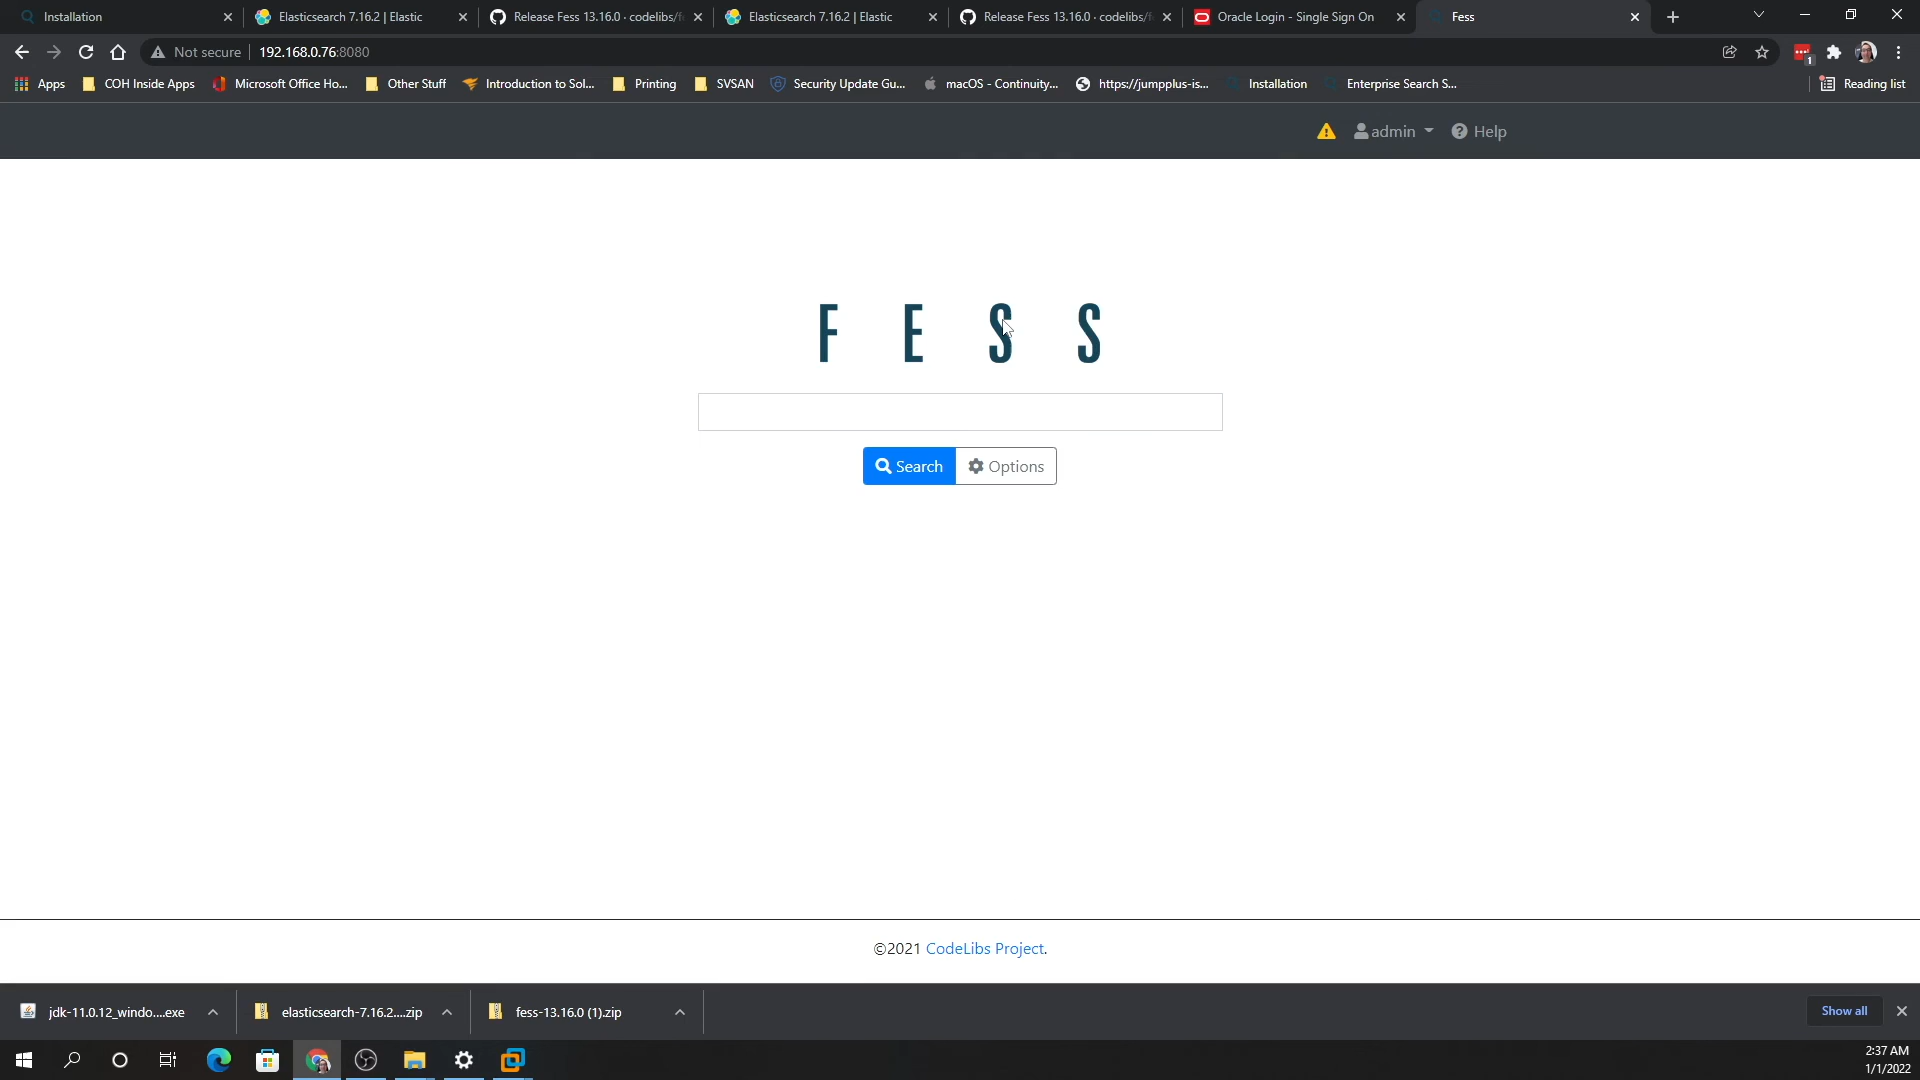 Installation
Elasticsearch 7.16.2 | Elastic
Release Fess 13.16.0 · codelibs/f
Elasticsearch 7.16.2 | Elastic
Release Fess 13.16.0 · codelibs/f
Oracle Login - Single Sign On
Fess
Not secure
192.168.0.76:8080
Apps
COH Inside Apps
Microsoft Office Ho...
Other Stuff
Introduction to Sol...
Printing
SVSAN
Security Update Gu...
macOS - Continuity...
https://jumpplus-is...
Installation
Enterprise Search S...
Reading list
admin
Help
F E S S
Search
Options
©2021 CodeLibs Project.
jdk-11.0.12_windo....exe
elasticsearch-7.16.2....zip
fess-13.16.0 (1).zip
Show all
2:37 AM
1/1/2022